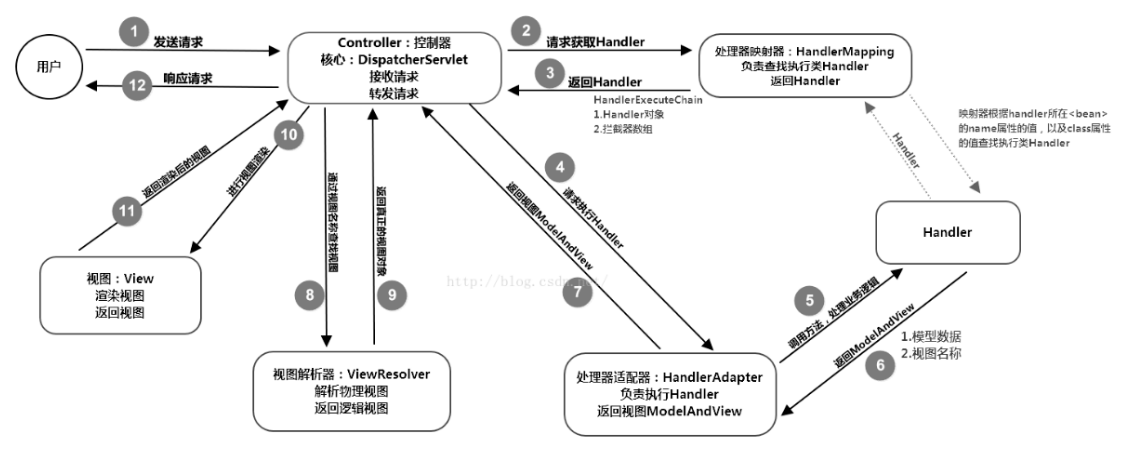 1
发送请求
用户
响应请求
12
Controller：控制器
核心：DispatcherServlet
接收请求
转发请求
2
请求获取Handler
3
返回Handler
HandlerExecuteChain
1.Handler对象
2.拦截器数组
处理器映射器：HandlerMapping
负责查找执行类Handler
返回Handler
映射器根据handler所在<bean>
的name属性的值，以及class属性
的值查找执行类Handler
Handler
Handler
10
进行视图渲染
返回渲染后的视图
11
视图：View
渲染视图
返回视图
通过视图名称查找视图
8
返回真正的视图对象
9
视图解析器：ViewResolver
解析物理视图
返回逻辑视图
4
请求执行Handler
返回视图ModelAndView
7
http://blog.csdn.net/
5
调用方法，处理业务逻辑
返回ModelAndView
6
1.模型数据
2.视图名称
处理器适配器：HandlerAdapter
负责执行Handler
返回视图ModelAndView